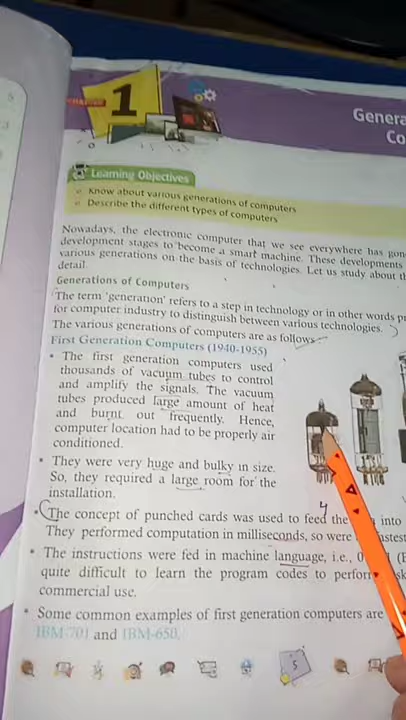 CHAPTER
1
Genera
Co
Learning Objectives
Know about various generations of computers
Describe the different types of computers
Nowadays, the electronic computer that we see everywhere has gon
development stages to become a smart machine. These developments
various generations on the basis of technologies. Let us study about th
detail.
Generations of Computers
The term 'generation' refers to a step in technology or in other words pr
for computer industry to distinguish between various technologies.
The various generations of computers are as follows:
First Generation Computers (1940-1955)
• The first generation computers used
thousands of vacuum tubes to control
and amplify the signals. The vacuum
tubes produced large amount of heat
and burnt out frequently. Hence,
computer location had to be properly air
conditioned.
• They were very huge and bulky in size.
So, they required a large room for the
installation.
4
• The concept of punched cards was used to feed the into
They performed computation in milliseconds, so were fastest
• The instructions were fed in machine language, i.e., 0
quite difficult to learn the program codes to perform
commercial use.
• Some common examples of first generation computers are
IBM-701 and IBM-650.
5